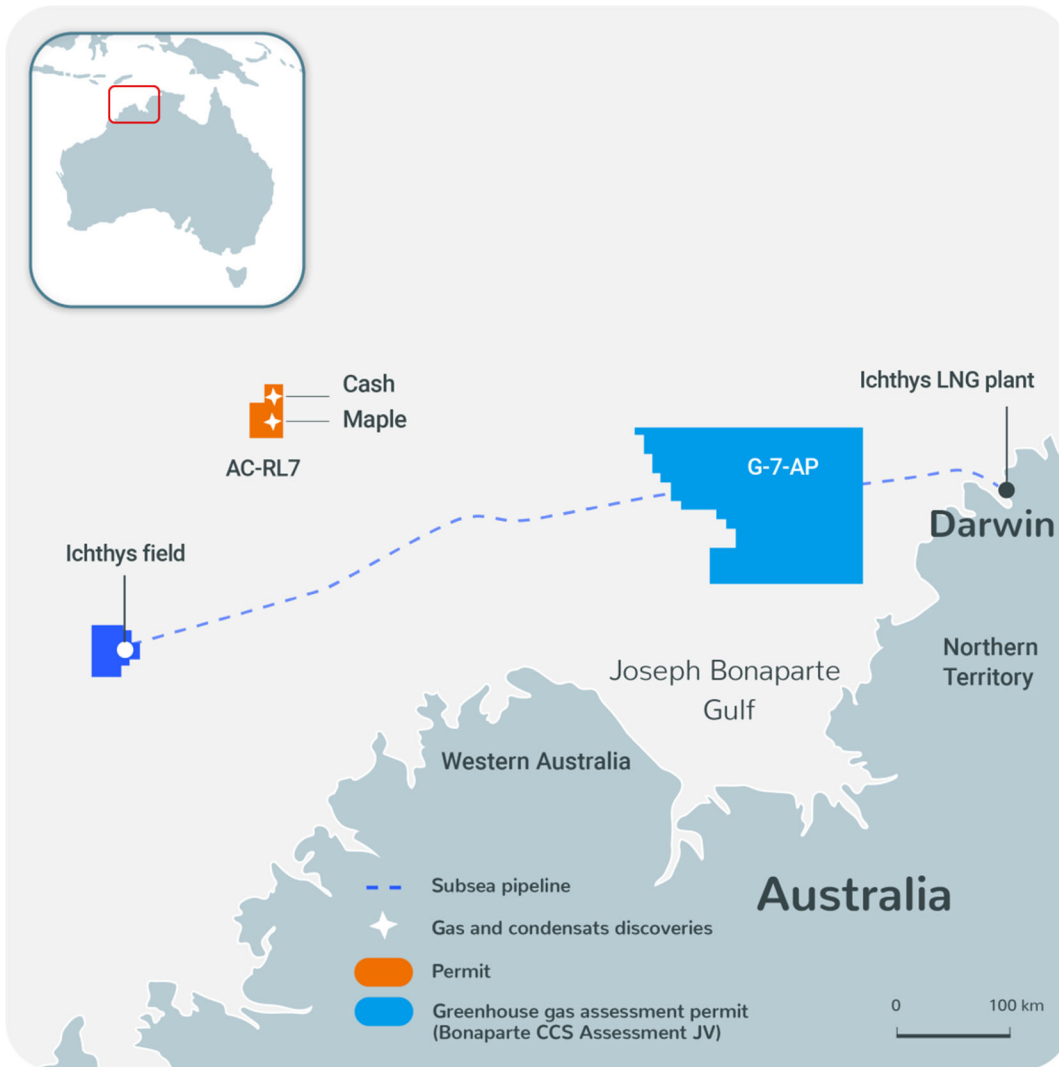 Cash
Maple
AC-RL7
Ichthys LNG plant
G-7-AP
Darwin
Ichthys field
Northern
Territory
Joseph Bonaparte
Gulf
Western Australia
Australia
Subsea pipeline
Gas and condensats discoveries
Permit
Greenhouse gas assessment permit
(Bonaparte CCS Assessment JV)
0 100 km